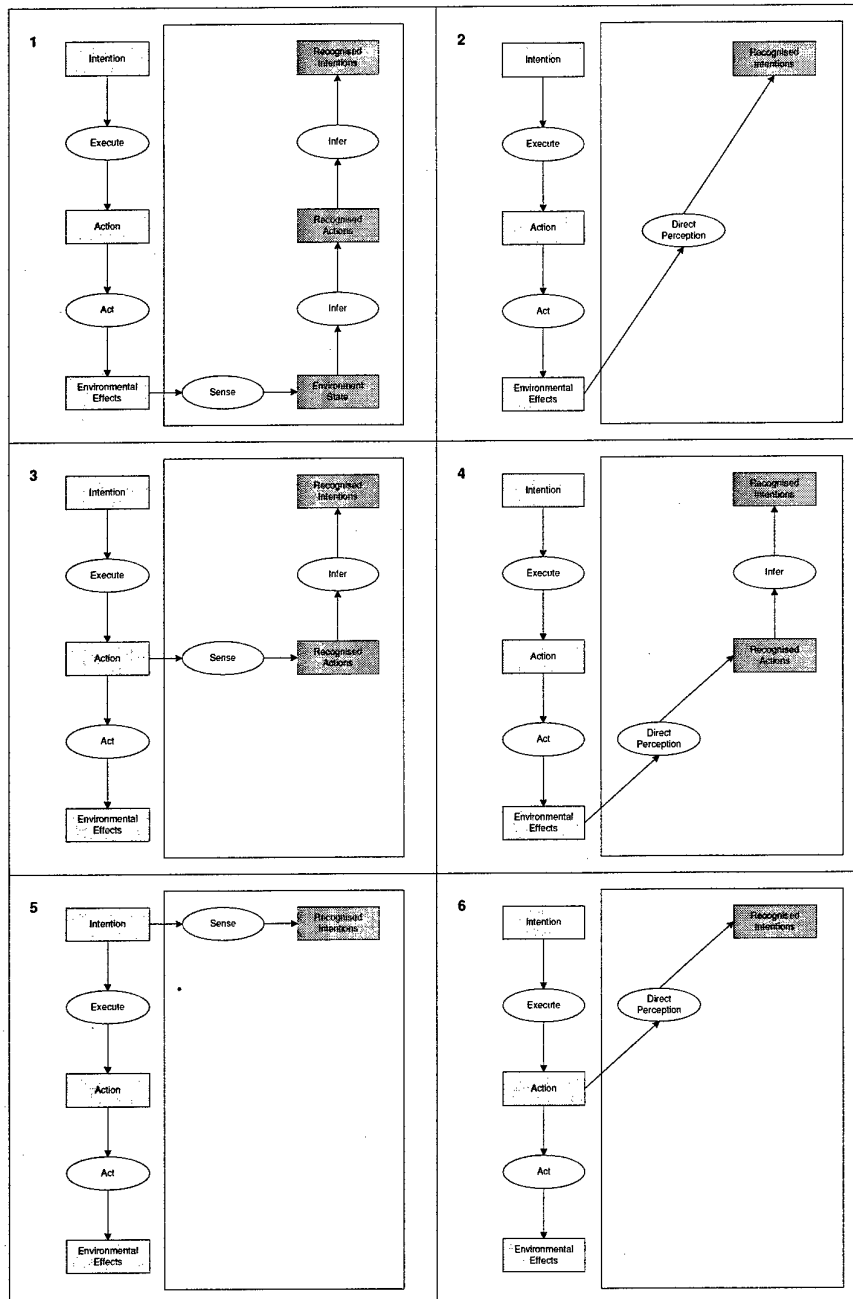 1
Intention
Execute
Action
Act
Environmental
Effects
Sense
Environment
State
Infer
Recognised
Actions
Infer
Recognised
Intentions
2
Intention
Execute
Action
Act
Environmental
Effects
Direct
Perception
Recognised
Intentions
3
Intention
Execute
Action
Act
Environmental
Effects
Sense
Recognised
Actions
Infer
Recognised
Intentions
4
Intention
Execute
Action
Act
Environmental
Effects
Direct
Perception
Recognised
Actions
Infer
Recognised
Intentions
5
Intention
Execute
Action
Act
Environmental
Effects
Sense
Recognised
Intentions
6
Intention
Execute
Action
Act
Environmental
Effects
Direct
Perception
Recognised
Intentions